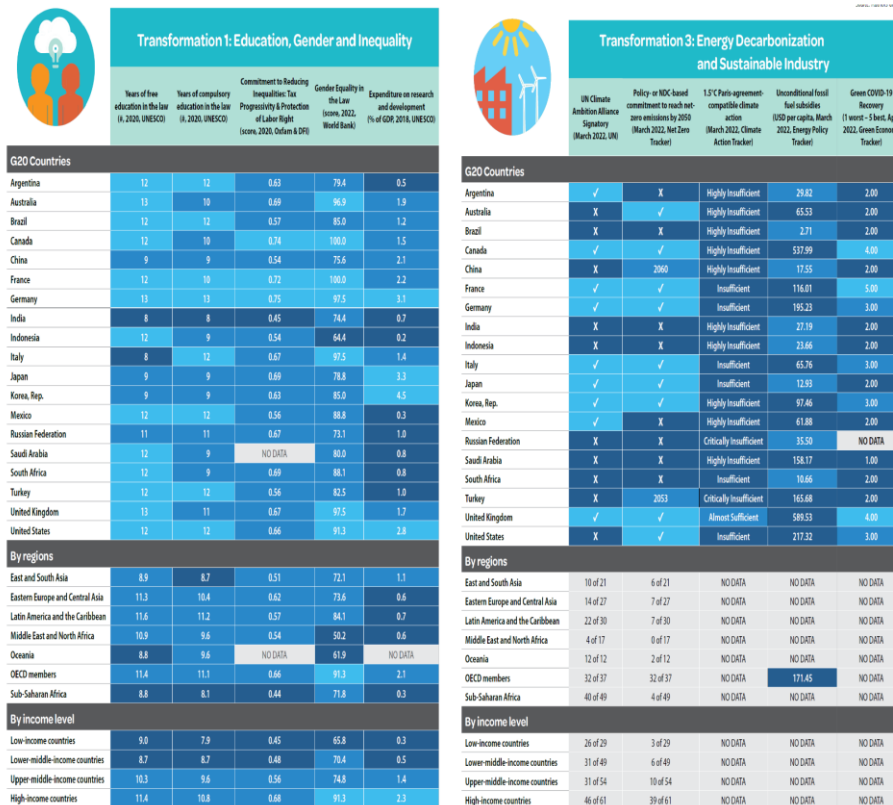 Transformation 1: Education, Gender and Inequality
Years of free education in the law (#, 2020, UNESCO) Years of compulsory education in the law (#, 2020, UNESCO) Commitment to Reducing Inequalities: Tax Progressivity & Protection of Labor Right (score, 2020, Oxfam & DFI) Gender Equality in the Law (score, 2022, World Bank) Expenditure on research and development (% of GDP, 2018, UNESCO)
G20 Countries
Argentina 12 12 0.63 79.4 0.5
Australia 13 10 0.69 96.9 1.9
Brazil 12 12 0.57 85.0 1.2
Canada 12 10 0.74 100.0 1.5
China 9 9 0.54 75.6 2.1
France 12 10 0.72 100.0 2.2
Germany 13 13 0.75 97.5 3.1
India 8 8 0.45 74.4 0.7
Indonesia 12 9 0.54 64.4 0.2
Italy 8 12 0.67 97.5 1.4
Japan 9 9 0.69 78.8 3.3
Korea, Rep. 9 9 0.63 85.0 4.5
Mexico 12 12 0.56 88.8 0.3
Russian Federation 11 11 0.67 73.1 1.0
Saudi Arabia 12 9 NO DATA 80.0 0.8
South Africa 12 9 0.69 88.1 0.8
Turkey 12 12 0.56 82.5 1.0
United Kingdom 13 11 0.67 97.5 1.7
United States 12 12 0.66 91.3 2.8
By regions
East and South Asia 8.9 8.7 0.51 72.1 1.1
Eastern Europe and Central Asia 11.3 10.4 0.62 73.6 0.6
Latin America and the Caribbean 11.6 11.2 0.57 84.1 0.7
Middle East and North Africa 10.9 9.6 0.54 50.2 0.6
Oceania 8.8 9.6 NO DATA 61.9 NO DATA
OECD members 11.4 11.1 0.66 91.3 2.1
Sub-Saharan Africa 8.8 8.1 0.44 71.8 0.3
By income level
Low-income countries 9.0 7.9 0.45 65.8 0.3
Lower-middle-income countries 8.7 8.7 0.48 70.4 0.5
Upper-middle-income countries 10.3 9.6 0.56 74.8 1.4
High-income countries 11.4 10.8 0.68 91.3 2.3
Transformation 3: Energy Decarbonization
and Sustainable Industry
UN Climate Ambition Alliance Signatory (March 2022, UN) Policy- or NDC-based commitment to reach net-zero emissions by 2050 (March 2022, Net Zero Tracker) 1.5°C Paris-agreement-compatible climate action (March 2022, Climate Action Tracker) Unconditional fossil fuel subsidies (USD per capita, March 2022, Energy Policy Tracker) Green COVID-19 Recovery (1 worst – 5 best, Ap 2022, Green Econo Tracker)
G20 Countries
Argentina ✓ X Highly Insufficient 29.82 2.00
Australia X ✓ Highly Insufficient 65.53 2.00
Brazil X X Highly Insufficient 2.71 2.00
Canada ✓ ✓ Highly Insufficient 537.99 4.00
China X 2060 Highly Insufficient 17.55 2.00
France ✓ ✓ Insufficient 116.01 5.00
Germany ✓ ✓ Insufficient 195.23 3.00
India X X Highly Insufficient 27.19 2.00
Indonesia X X Highly Insufficient 23.66 2.00
Italy ✓ ✓ Insufficient 65.76 3.00
Japan ✓ ✓ Insufficient 12.93 2.00
Korea, Rep. ✓ ✓ Highly Insufficient 97.46 3.00
Mexico ✓ X Highly Insufficient 61.88 2.00
Russian Federation X X Critically Insufficient 35.50 NO DATA
Saudi Arabia X X Highly Insufficient 158.17 1.00
South Africa X X Insufficient 10.66 2.00
Turkey X 2053 Critically Insufficient 165.68 2.00
United Kingdom ✓ ✓ Almost Sufficient 589.53 4.00
United States X ✓ Insufficient 217.32 3.00
By regions
East and South Asia 10 of 21 6 of 21 NO DATA NO DATA NO DATA
Eastern Europe and Central Asia 14 of 27 7 of 27 NO DATA NO DATA NO DATA
Latin America and the Caribbean 22 of 30 7 of 30 NO DATA NO DATA NO DATA
Middle East and North Africa 4 of 17 0 of 17 NO DATA NO DATA NO DATA
Oceania 12 of 12 2 of 12 NO DATA NO DATA NO DATA
OECD members 32 of 37 32 of 37 NO DATA 171.45 NO DATA
Sub-Saharan Africa 40 of 49 4 of 49 NO DATA NO DATA NO DATA
By income level
Low-income countries 26 of 29 3 of 29 NO DATA NO DATA NO DATA
Lower-middle-income countries 31 of 49 6 of 49 NO DATA NO DATA NO DATA
Upper-middle-income countries 31 of 54 10 of 54 NO DATA NO DATA NO DATA
High-income countries 46 of 61 39 of 61 NO DATA NO DATA NO DATA